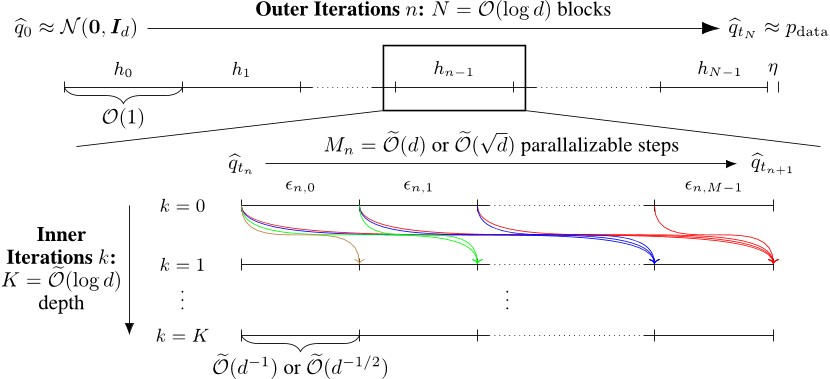 Outer Iterations n: N = O(log d) blocks
q̂₀ ≈ N(0, I_d)
q̂_{t_N} ≈ p_data
h₀ h₁ h_{n−1} h_{N−1} η
O(1)
M_n = Õ(d) or Õ(√d) parallalizable steps
q̂_{t_n} q̂_{t_{n+1}}
ϵ_{n,0} ϵ_{n,1} ϵ_{n,M−1}
k = 0
Inner
Iterations k:
K = Õ(log d)
depth
k = 1
⋮ ⋮
k = K
Õ(d^{−1}) or Õ(d^{−1/2})